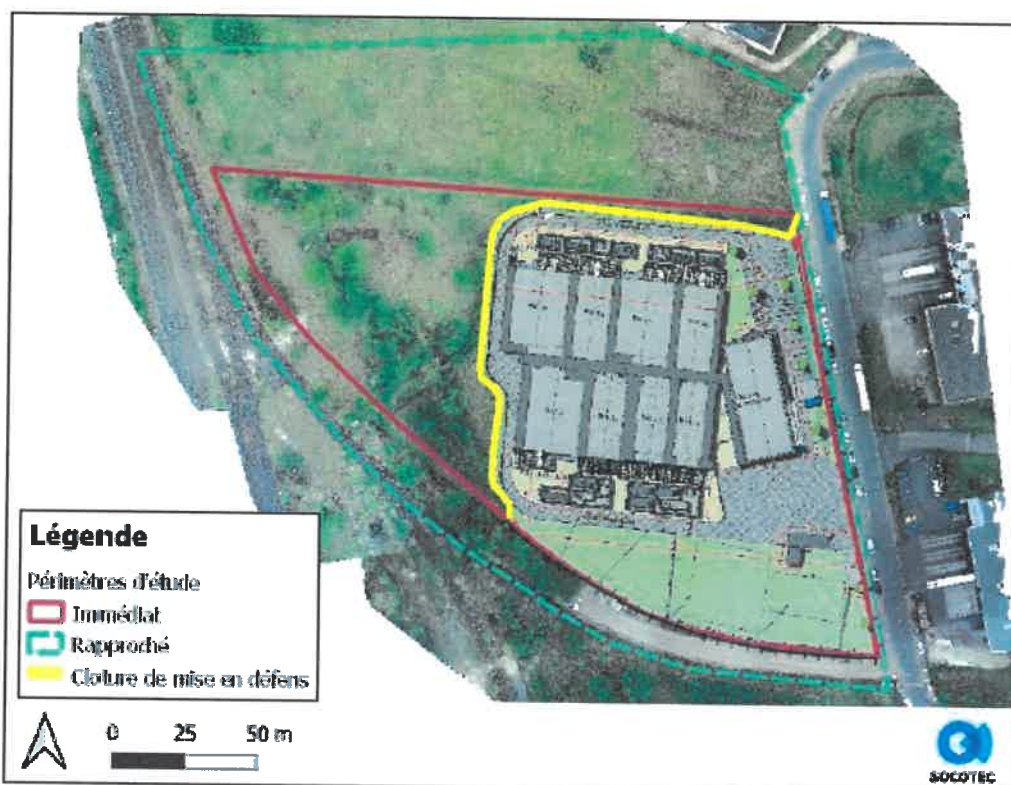 Légende
Périmètres d'étude
Immédiat
Rapproché
Cloture de mise en défens
0 25 50 m
SOCOTEC